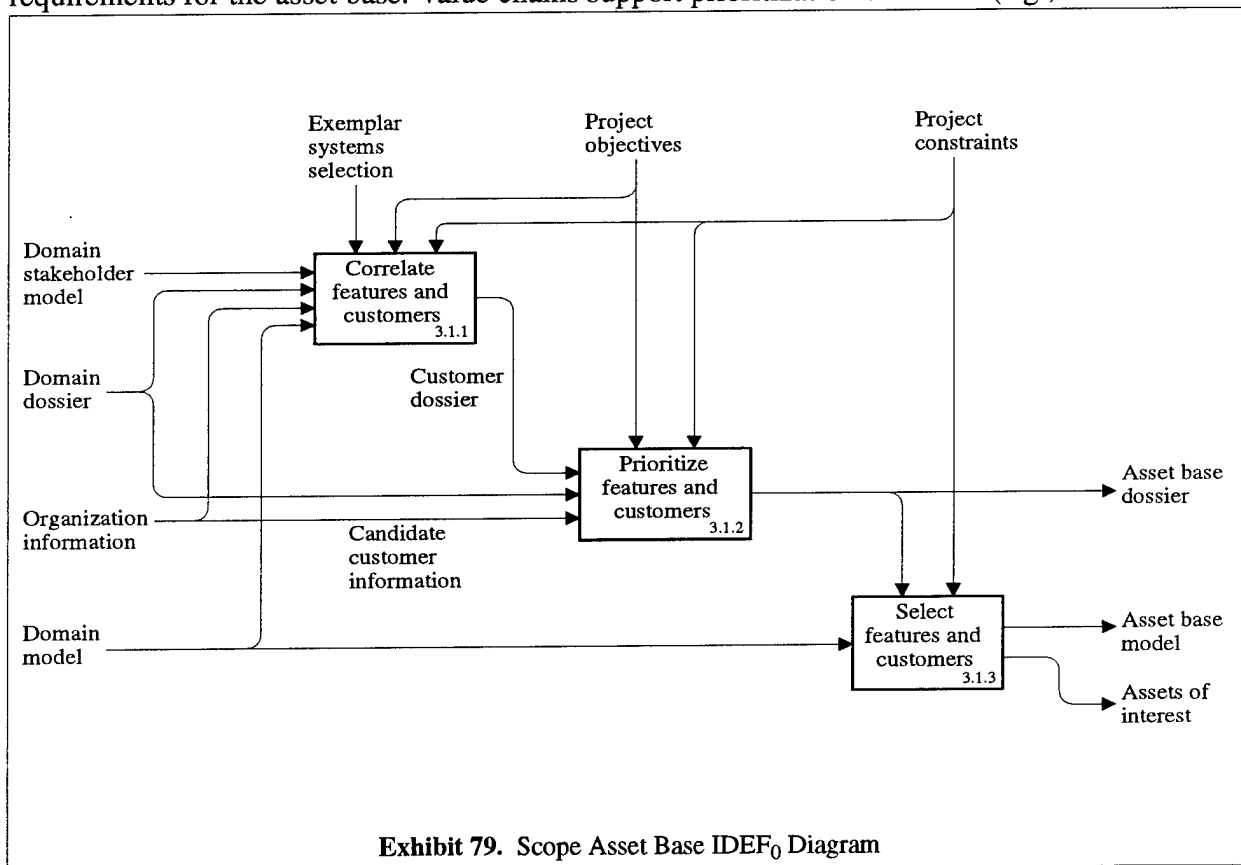 requirements for the asset base. Value chains support
Exemplar
systems
selection
Project
objectives
Project
constraints
Domain
stakeholder
model
Correlate
features and
customers
3.1.1
Domain
dossier
Customer
dossier
Prioritize
features and
customers
3.1.2
Asset base
dossier
Organization
information
Candidate
customer
information
Select
features and
customers
3.1.3
Asset base
model
Domain
model
Assets of
interest
Exhibit 79. Scope Asset Base IDEF0 Diagram